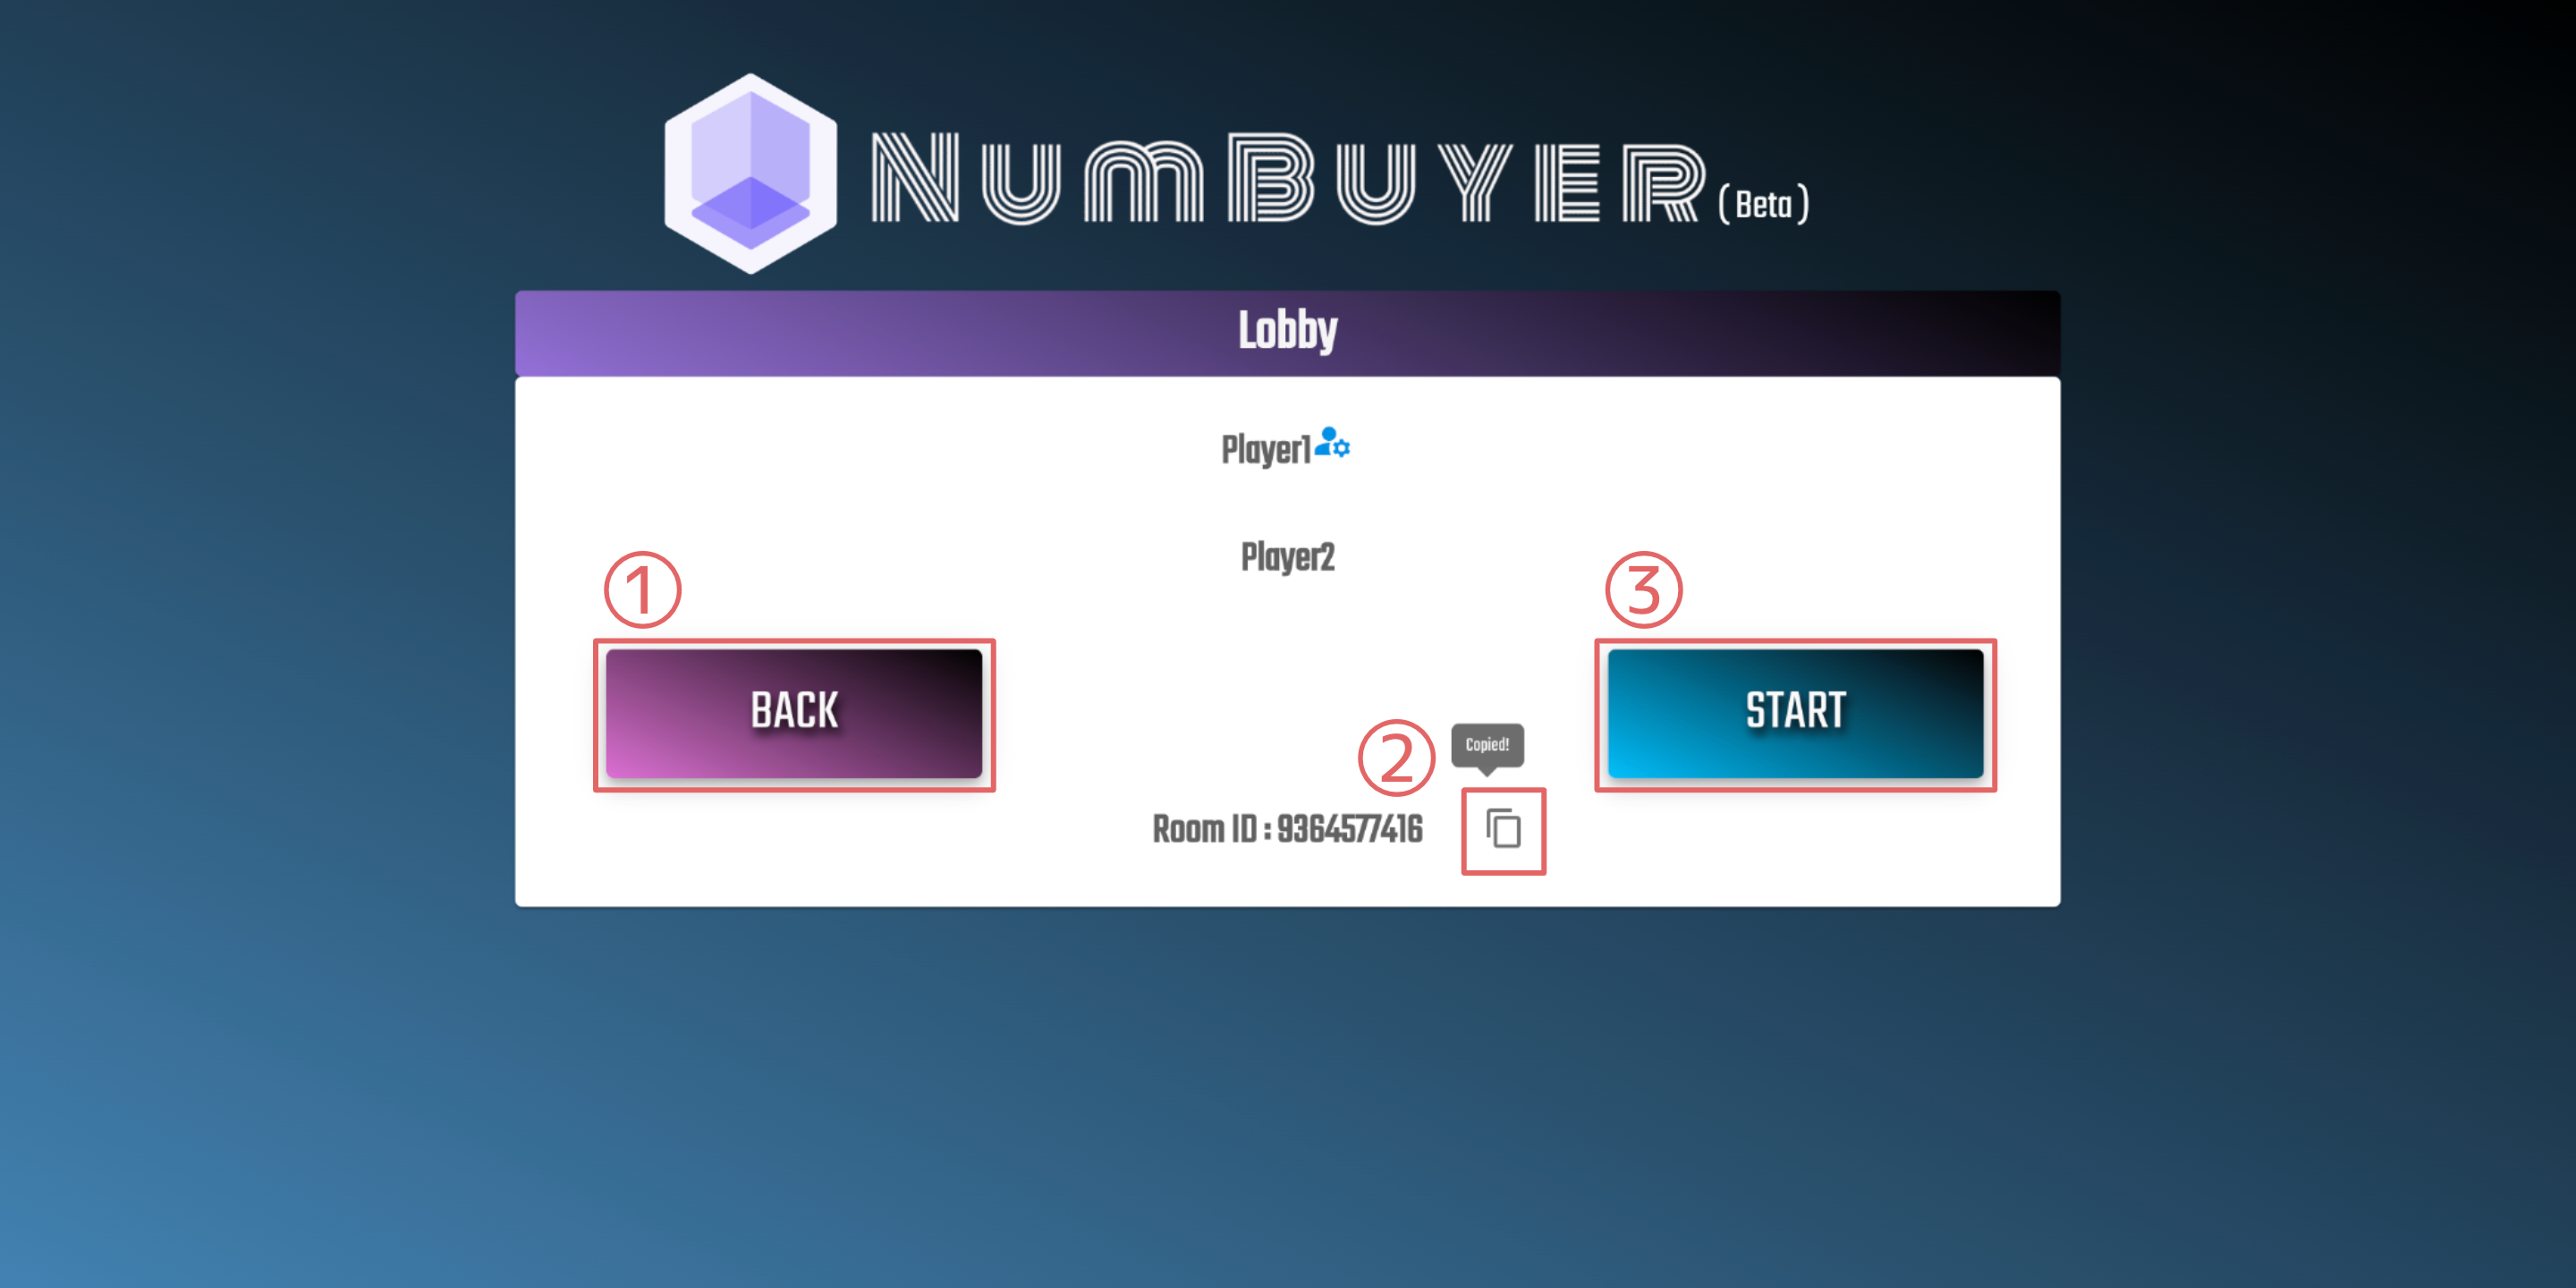 NumBuyer (Beta)
Lobby
Player1
Player2
①
③
BACK
START
②
Copied!
Room ID : 9364577416